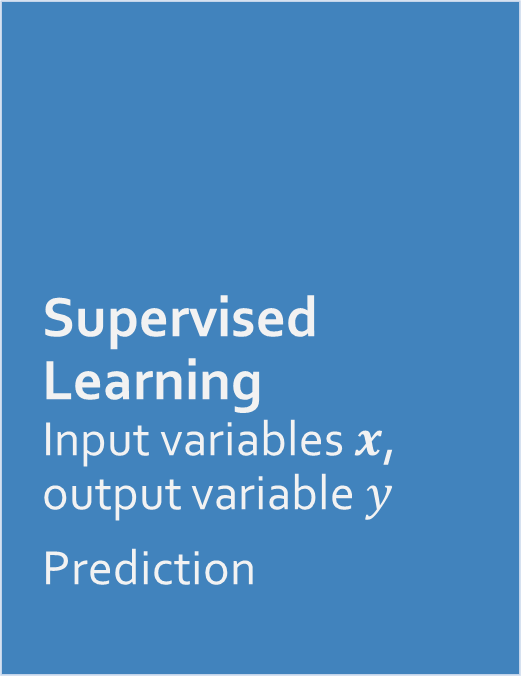 Supervised
Learning
Input variables x,
output variable y
Prediction